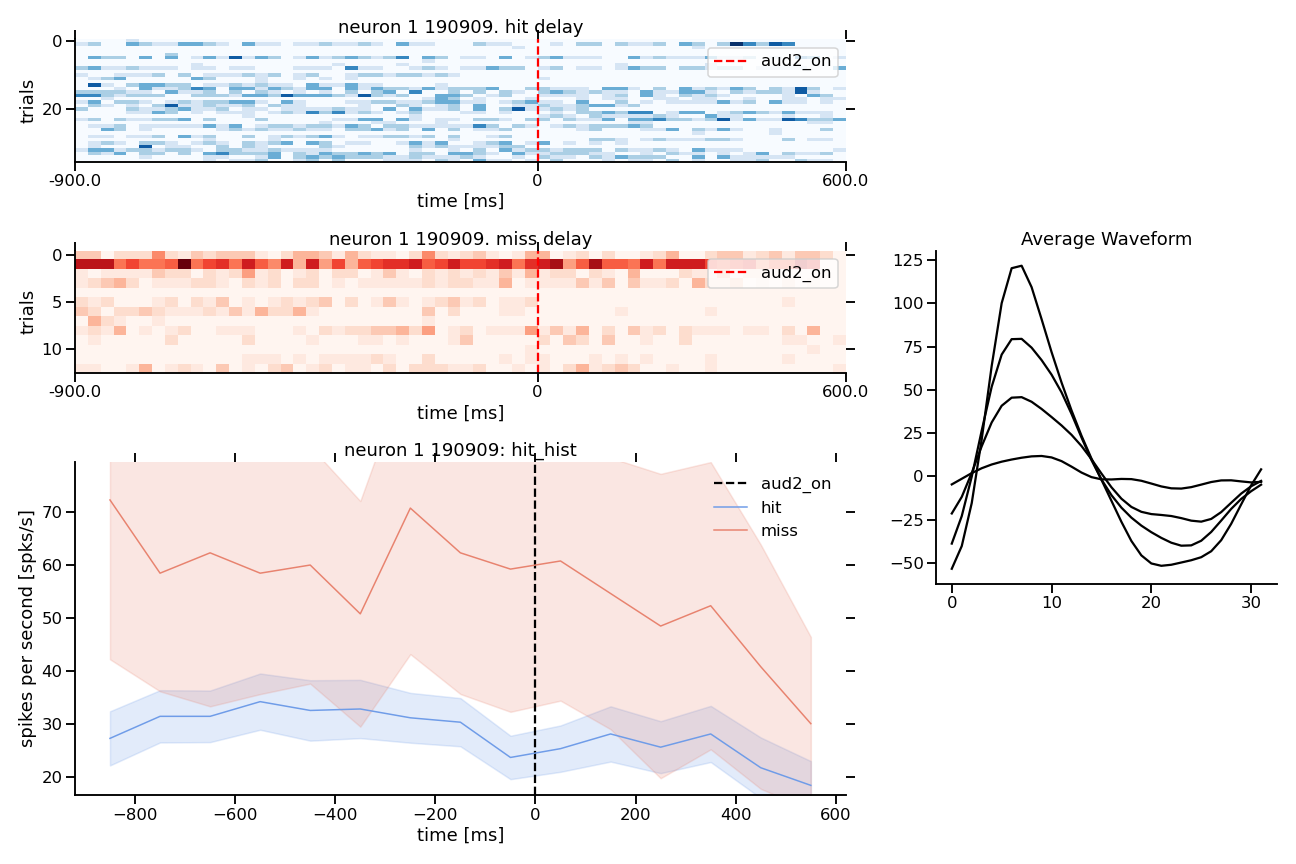 neuron 1 190909. hit delay
0
20
trials
aud2_on
-900.0
0
600.0
time [ms]
neuron 1 190909. miss delay
0
5
10
trials
aud2_on
-900.0
0
600.0
time [ms]
neuron 1 190909: hit_hist
70
60
50
40
30
20
spikes per second [spks/s]
aud2_on
hit
miss
−800
−600
−400
−200
0
200
400
600
time [ms]
Average Waveform
125
100
75
50
25
0
−25
−50
0
10
20
30